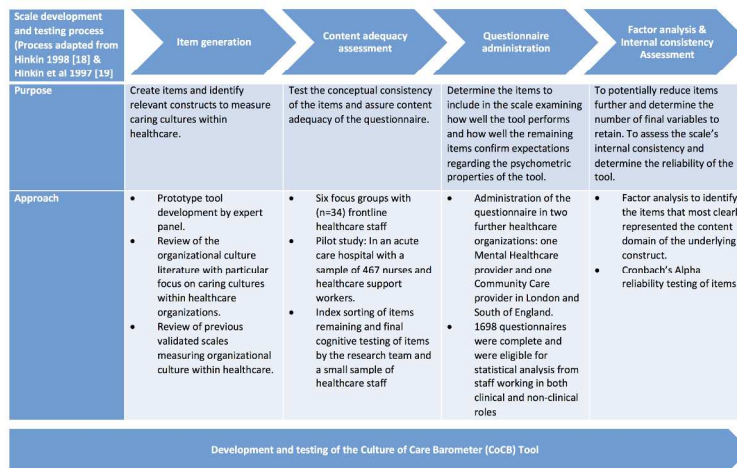 Scale development
and testing process
(Process adapted from
Hinkin 1998 [18] &
Hinkin et al 1997 [19]
Item generation
Content adequacy
assessment
Questionnaire
administration
Factor analysis &
Internal consistency
Assessment
Purpose
Create items and identify
relevant constructs to measure
caring cultures within
healthcare.
Test the conceptual consistency
of the items and assure content
adequacy of the questionnaire.
Determine the items to
include in the scale examining
how well the tool performs
and how well the remaining
items confirm expectations
regarding the psychometric
properties of the tool.
To potentially reduce items
further and determine the
number of final variables to
retain. To assess the scale's
internal consistency and
determine the reliability of the
tool.
Approach
• Prototype tool
development by expert
panel.
• Review of the
organizational culture
literature with particular
focus on caring cultures
within healthcare
organizations.
• Review of previous
validated scales
measuring organizational
culture within healthcare.
• Six focus groups with
(n=34) frontline
healthcare staff
• Pilot study: In an acute
care hospital with a
sample of 467 nurses and
healthcare support
workers.
• Index sorting of items
remaining and final
cognitive testing of items
by the research team and
a small sample of
healthcare staff
• Administration of the
questionnaire in two
further healthcare
organizations: one
Mental Healthcare
provider and one
Community Care
provider in London and
South of England.
• 1698 questionnaires
were complete and
were eligible for
statistical analysis from
staff working in both
clinical and non-clinical
roles
• Factor analysis to identify
the items that most clearl
represented the content
domain of the underlying
construct.
• Cronbach's Alpha
reliability testing of items
Development and testing of the Culture of Care Barometer (CoCB) Tool